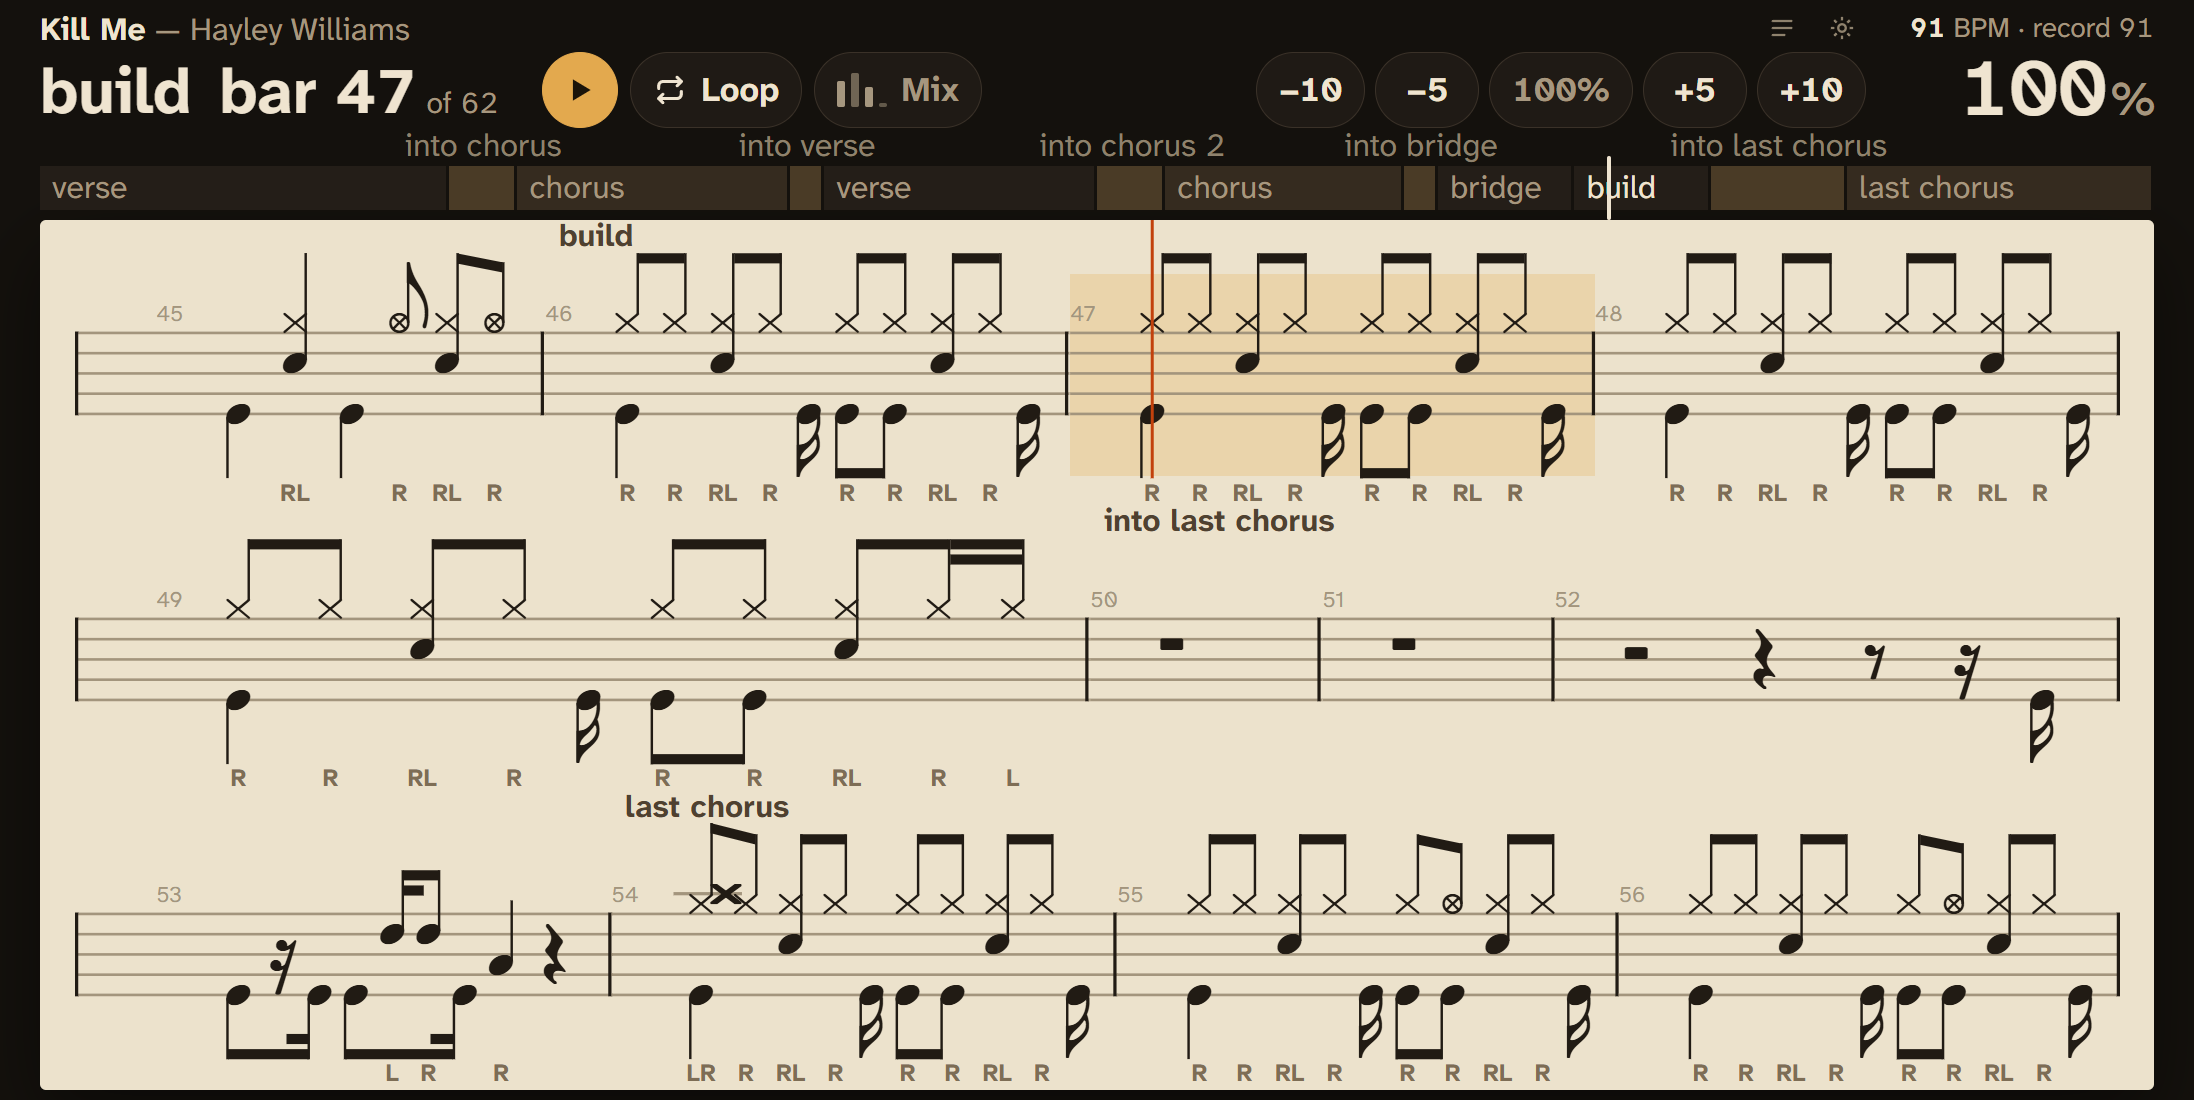 Kill Me — Hayley Williams
91 BPM · record 91
build bar 47 of 62
Loop
Mix
−10
−5
100%
+5
+10
100%
into chorus
into verse
into chorus 2
into bridge
into last chorus
verse
chorus
verse
chorus
bridge
build
last chorus
build
45
46
47
48
RL R RL R
R R RL R R R RL R
R R RL R R R RL R
R R RL R R R RL R
into last chorus
49
50
51
52
R R RL R R R RL R L
last chorus
53
54
55
56
L R R
LR R RL R R R RL R
R R RL R R R RL R
R R RL R R R RL R